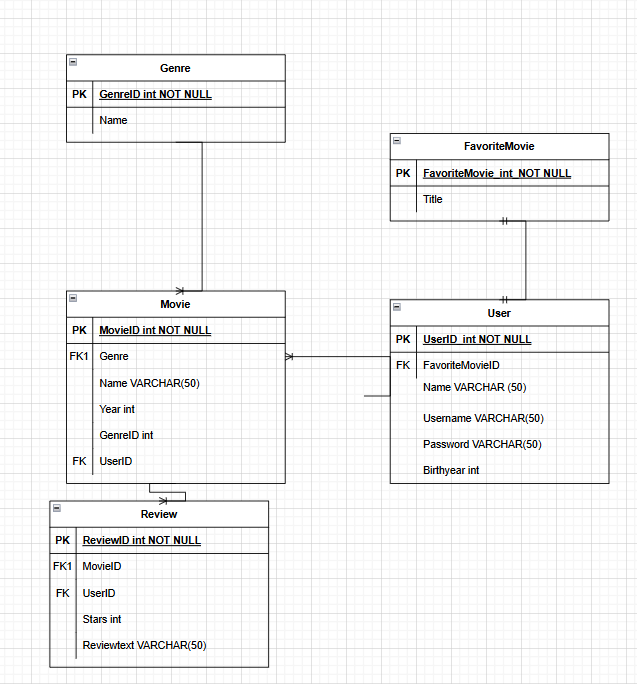 Genre
PK GenreID int NOT NULL
Name
FavoriteMovie
PK FavoriteMovie_int_NOT NULL
Title
Movie
PK MovieID int NOT NULL
FK1 Genre
Name VARCHAR(50)
Year int
GenreID int
FK UserID
User
PK UserID_int NOT NULL
FK FavoriteMovieID
Name VARCHAR (50)
Username VARCHAR(50)
Password VARCHAR(50)
Birthyear int
Review
PK ReviewID int NOT NULL
FK1 MovieID
FK UserID
Stars int
Reviewtext VARCHAR(50)